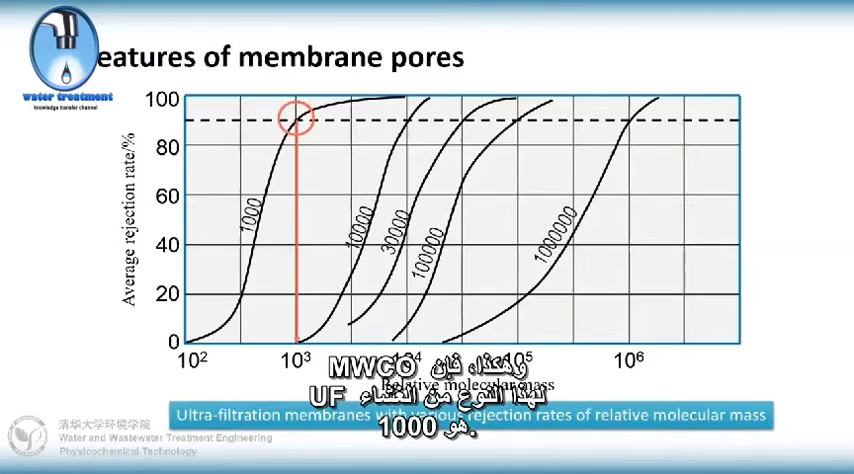 eatures of membrane pores
water treatment
knowledge transfer channel
Average rejection rate/%
100
80
60
40
20
0
1000
10000
30000
100000
1000000
10²
10³
10⁴
10⁵
10⁶
Relative molecular mass
وهكذا، فإن MWCO
لهذا النوع من الغشاء UF
هو 1000.
Ultra-filtration membranes with various rejection rates of relative molecular mass
清华大学环境学院
Water and Wastewater Treatment Engineering
Physicochemical Technology